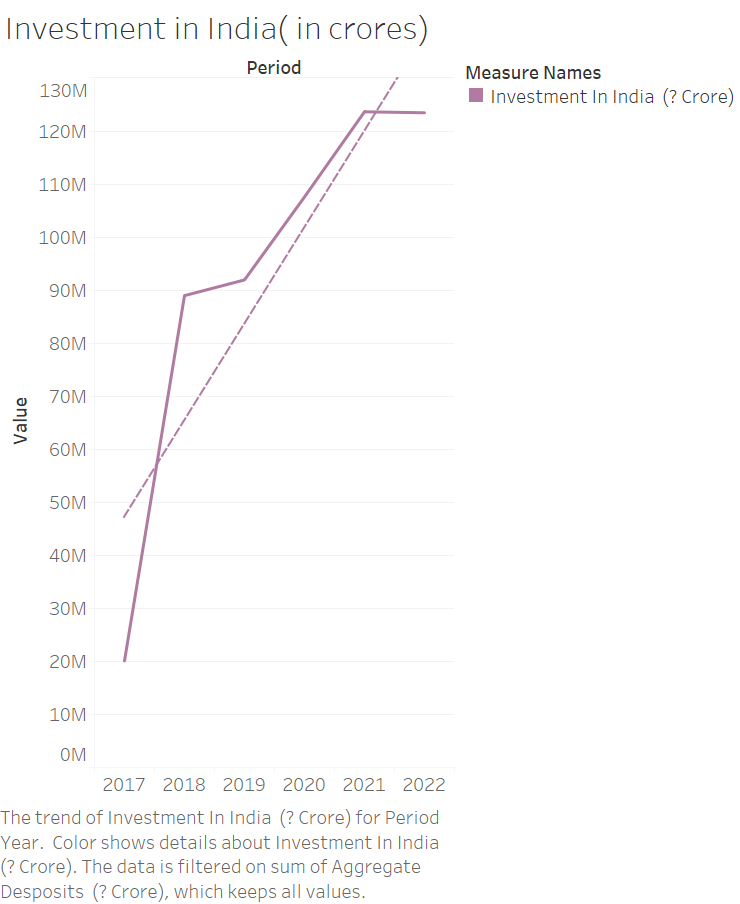 Investment in India( in crores)
Period
Measure Names
Investment In India (? Crore)
130M
120M
110M
100M
90M
80M
70M
60M
50M
40M
30M
20M
10M
0M
Value
2017 2018 2019 2020 2021 2022
The trend of Investment In India (? Crore) for Period
Year. Color shows details about Investment In India
(? Crore). The data is filtered on sum of Aggregate
Desposits (? Crore), which keeps all values.